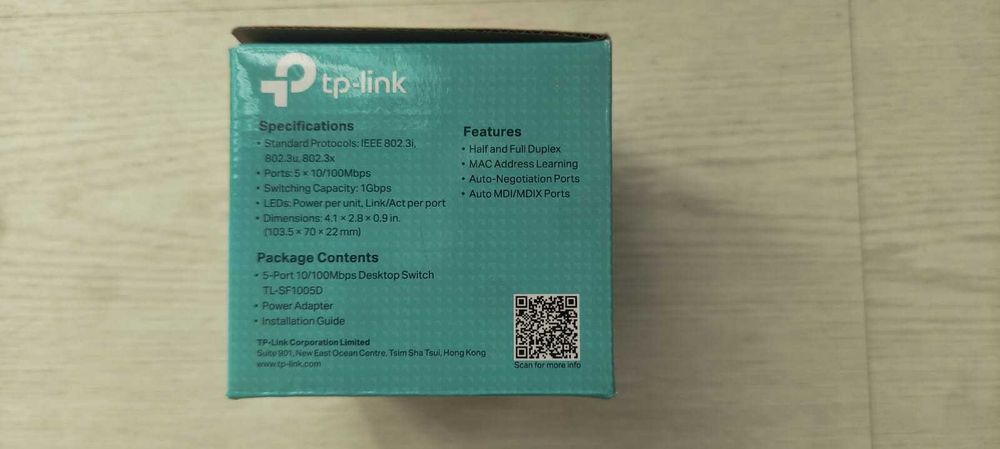 tp-link
Specifications
• Standard Protocols: IEEE 802.3i,
802.3u, 802.3x
• Ports: 5 × 10/100Mbps
• Switching Capacity: 1Gbps
• LEDs: Power per unit, Link/Act per port
• Dimensions: 4.1 × 2.8 × 0.9 in.
(103.5 × 70 × 22 mm)
Package Contents
• 5-Port 10/100Mbps Desktop Switch
TL-SF1005D
• Power Adapter
• Installation Guide
TP-Link Corporation Limited
Suite 901, New East Ocean Centre, Tsim Sha Tsui, Hong Kong
www.tp-link.com
Features
• Half and Full Duplex
• MAC Address Learning
• Auto-Negotiation Ports
• Auto MDI/MDIX Ports
Scan for more info